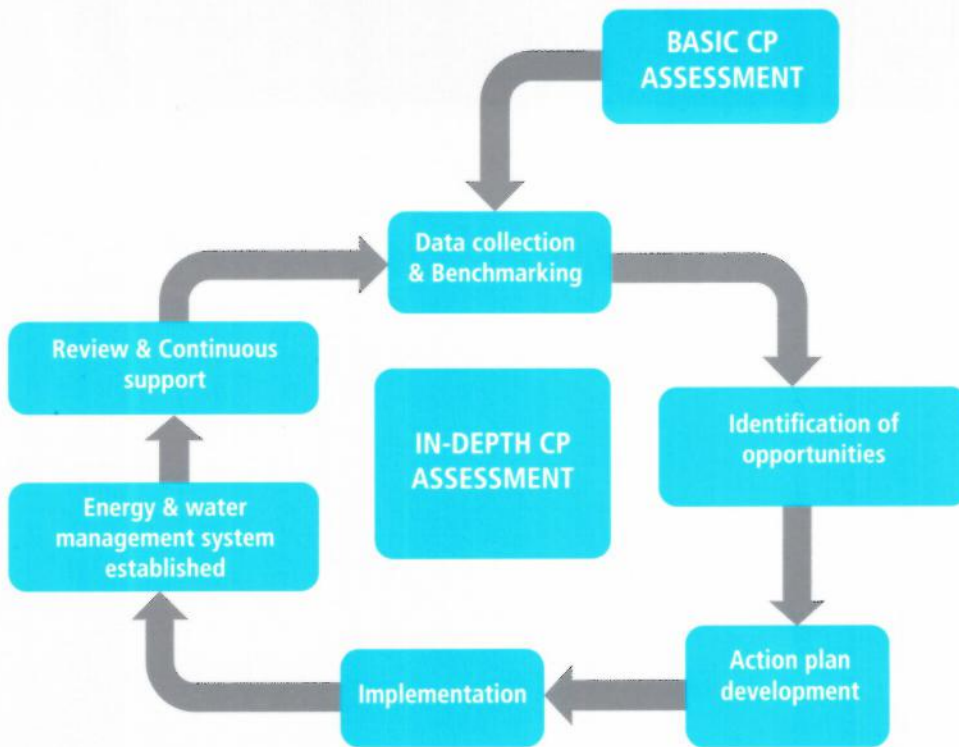 BASIC CP
ASSESSMENT
Data collection
& Benchmarking
Identification of
opportunities
Action plan
development
Implementation
Energy & water
management system
established
Review & Continuous
support
IN-DEPTH CP
ASSESSMENT